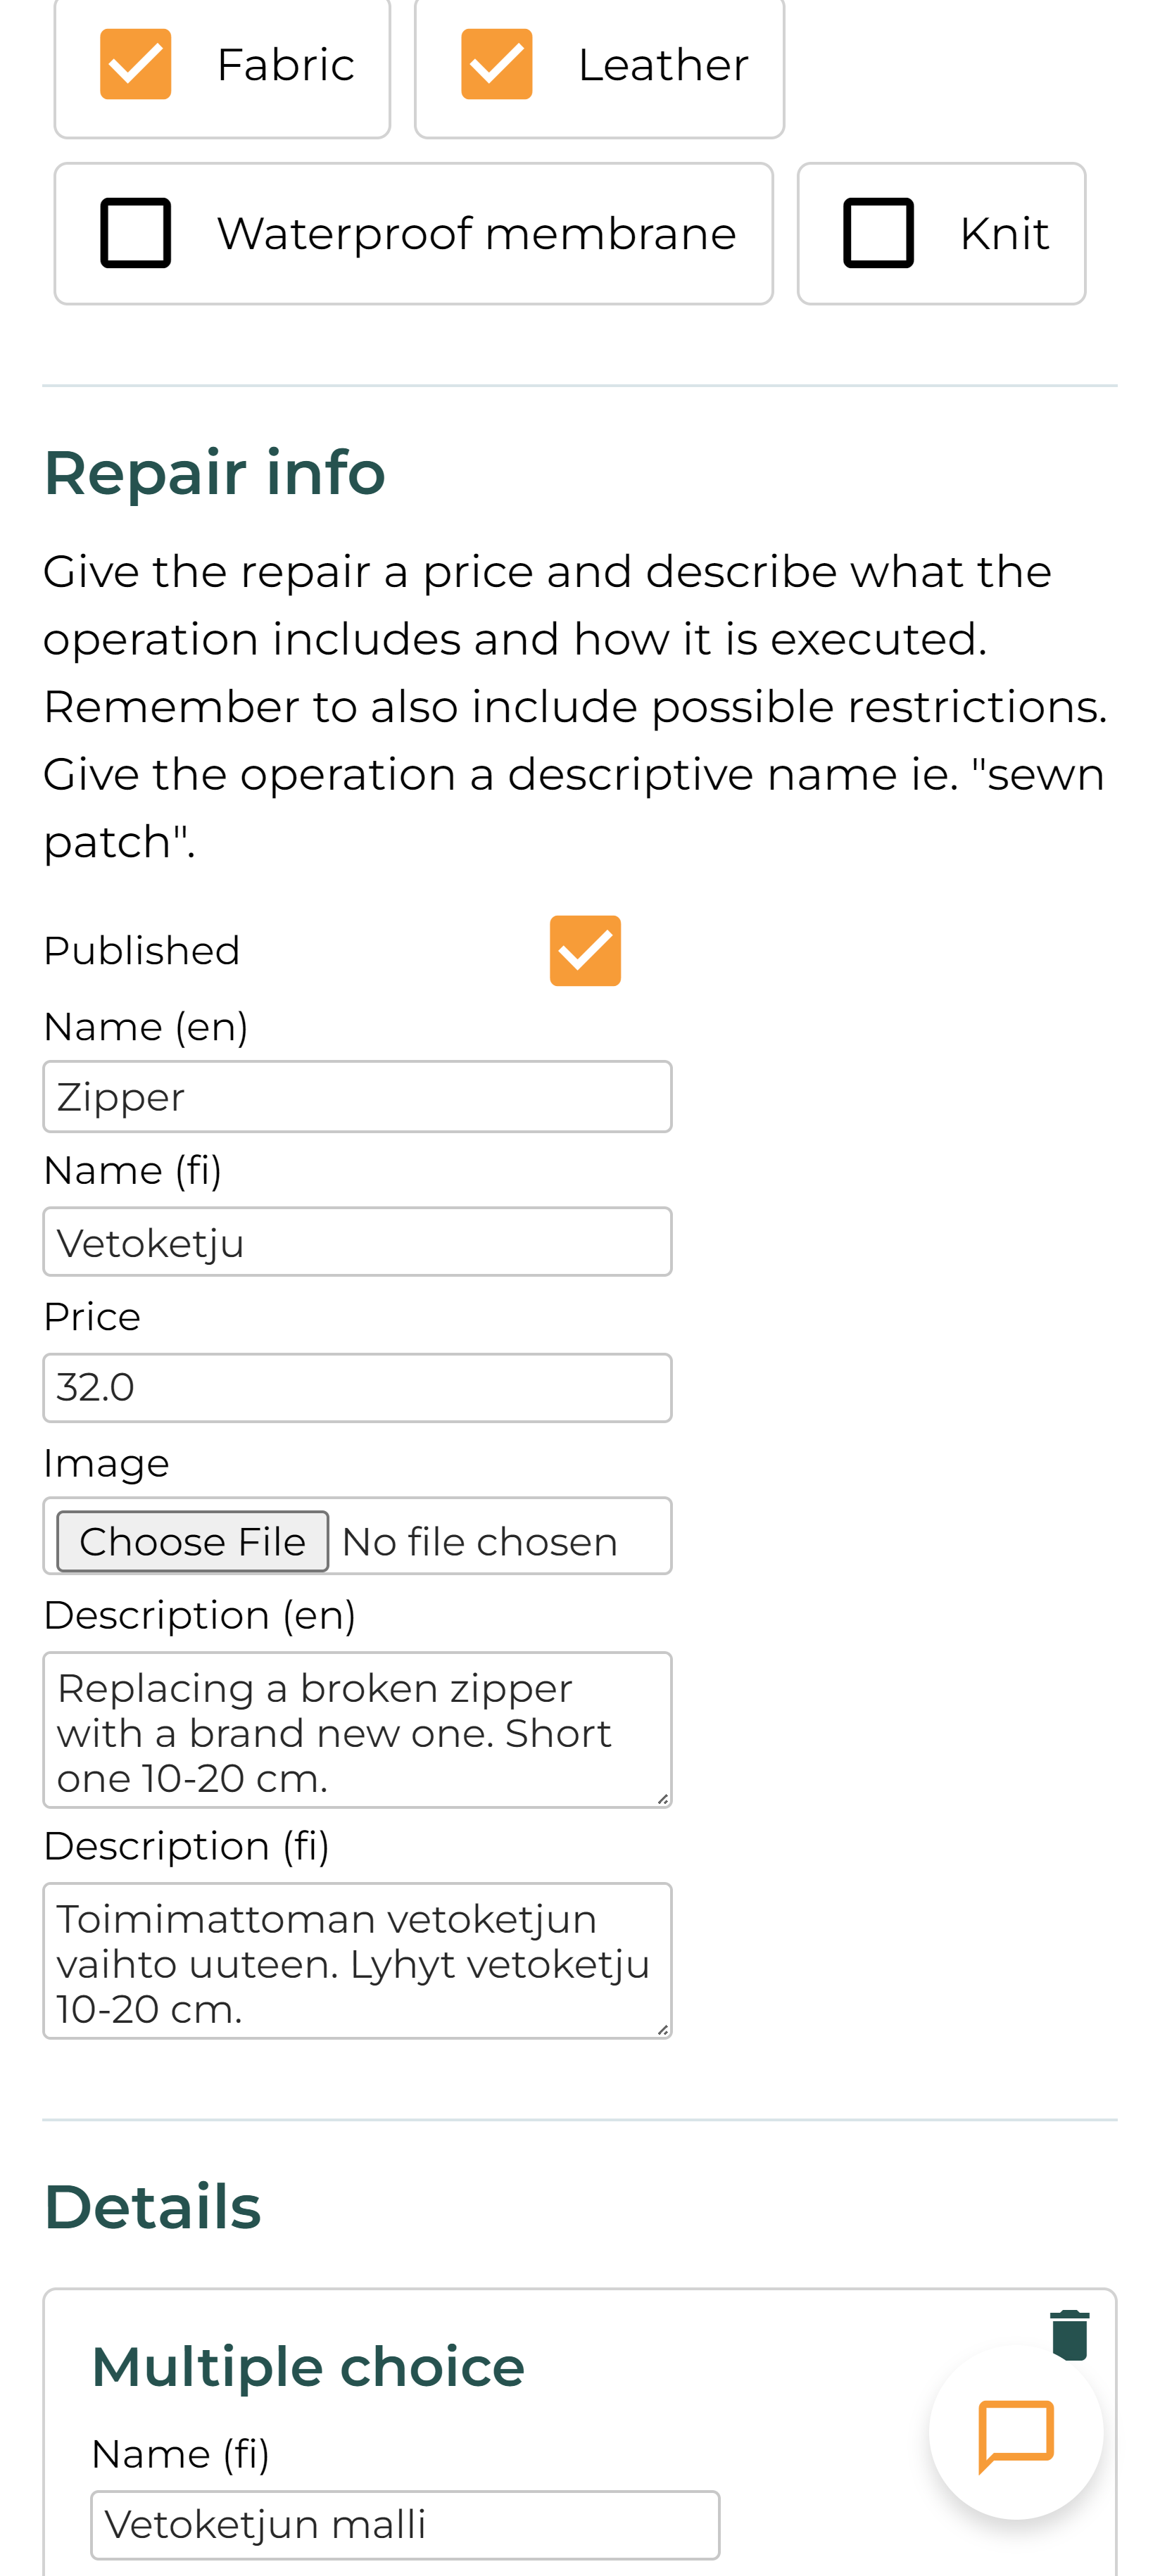 Fabric
Leather
Waterproof membrane
Knit
Repair info
Give the repair a price and describe what the
operation includes and how it is executed.
Remember to also include possible restrictions.
Give the operation a descriptive name ie. "sewn
patch".
Published
Name (en)
Zipper
Name (fi)
Vetoketju
Price
32.0
Image
Choose File No file chosen
Description (en)
Replacing a broken zipper
with a brand new one. Short
one 10-20 cm.
Description (fi)
Toimimattoman vetoketjun
vaihto uuteen. Lyhyt vetoketju
10-20 cm.
Details
Multiple choice
Name (fi)
Vetoketjun malli